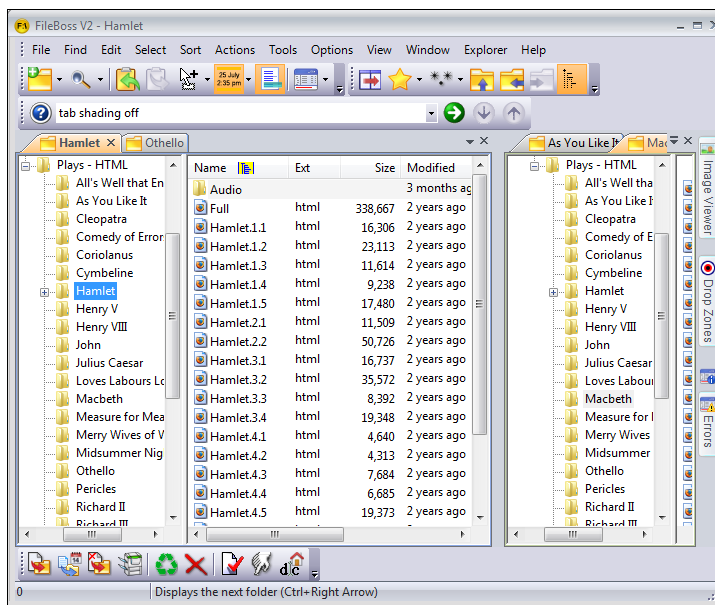 FileBoss V2 - Hamlet
File Find Edit Select Sort Actions Tools Options View Window Explorer Help
25 July
2:35 pm
tab shading off
Hamlet Othello
Plays - HTML
All's Well that En
As You Like It
Cleopatra
Comedy of Error
Coriolanus
Cymbeline
Hamlet
Henry V
Henry VIII
John
Julius Caesar
Loves Labours Lo
Macbeth
Measure for Mea
Merry Wives of W
Midsummer Nig
Othello
Pericles
Richard II
Richard III
Name Ext Size Modified
Audio 3 months ag
Full html 338,667 2 years ago
Hamlet.1.1 html 16,306 2 years ago
Hamlet.1.2 html 23,113 2 years ago
Hamlet.1.3 html 11,614 2 years ago
Hamlet.1.4 html 9,238 2 years ago
Hamlet.1.5 html 17,480 2 years ago
Hamlet.2.1 html 11,509 2 years ago
Hamlet.2.2 html 50,726 2 years ago
Hamlet.3.1 html 16,737 2 years ago
Hamlet.3.2 html 35,572 2 years ago
Hamlet.3.3 html 8,392 2 years ago
Hamlet.3.4 html 19,348 2 years ago
Hamlet.4.1 html 4,640 2 years ago
Hamlet.4.2 html 4,313 2 years ago
Hamlet.4.3 html 7,684 2 years ago
Hamlet.4.4 html 6,685 2 years ago
Hamlet.4.5 html 19,373 2 years ago
As You Like It Mac
Plays - HTML
All's Well tha
As You Like I
Cleopatra
Comedy of E
Coriolanus
Cymbeline
Hamlet
Henry V
Henry VIII
John
Julius Caesar
Loves Labour
Macbeth
Measure for I
Merry Wives
Midsummer
Othello
Pericles
Richard II
Richard III
Image Viewer
Drop Zones
Errors
0 Displays the next folder (Ctrl+Right Arrow)